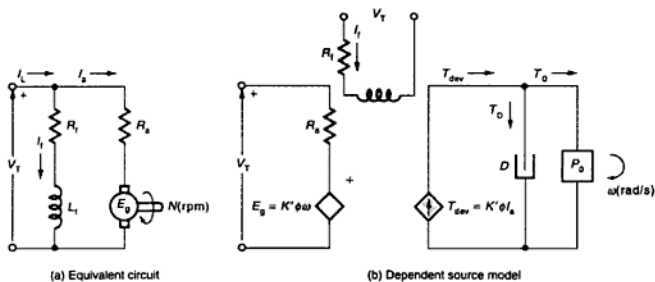 I_L
I_a
+
R_f
R_a
I_f
V_T
L_f
E_g
N(rpm)
(a) Equivalent circuit
V_T
I_f
R_f
+
R_a
V_T
+
E_g = K'ϕω
T_dev
T_0
T_D
D
P_0
ω(rad/s)
T_dev = K'ϕI_a
(b) Dependent source model